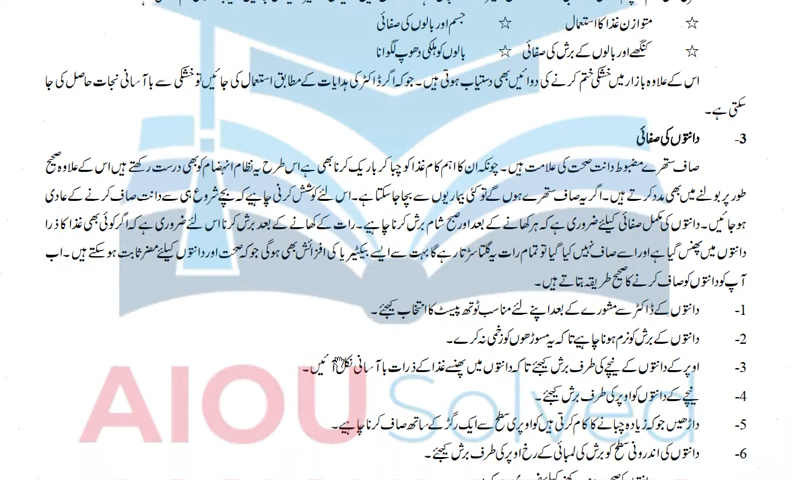 ☆ متوازن غذا کا استعمال ☆ جسم اور بالوں کی صفائی
☆ کنگھے اور بالوں کے برش کی صفائی ☆ بالوں کو ہلکی دھوپ لگوانا
اس کے علاوہ بازار میں خشکی ختم کرنے کی دوائیں بھی دستیاب ہوتی ہیں۔ جو کہ اگر ڈاکٹر کی ہدایات کے مطابق استعمال کی جائیں تو خشکی سے باآسانی نجات حاصل کی جا
سکتی ہے۔
3- دانتوں کی صفائی
صاف ستھرے مضبوط دانت صحت کی علامت ہیں۔ چونکہ ان کا اہم کام غذا کو چبا کر باریک کرنا بھی ہے اس طرح یہ نظام انہضام کو بھی درست رکھتے ہیں اس کے علاوہ صحیح
طور پر بولنے میں بھی مدد کرتے ہیں۔ اگر یہ صاف ستھرے ہوں گے تو کئی بیماریوں سے بچا جا سکتا ہے۔ اس لئے کوشش کرنی چاہیے کہ بچے شروع ہی سے دانت صاف کرنے کے عادی
ہو جائیں۔ دانتوں کی مکمل صفائی کیلئے ضروری ہے کہ ہر کھانے کے بعد اور صبح شام برش کرنا چاہیے۔ رات کے کھانے کے بعد برش کرنا اس لئے ضروری ہے کہ اگر کوئی بھی غذا کا ذرا
دانتوں میں پھنس گیا ہے اور اسے صاف نہیں کیا گیا تو تمام رات یہ گلتا سڑتا رہے گا بہت سے ایسے بیکٹیریا کی افزائش بھی ہو گی جو کہ صحت اور دانتوں کیلئے مضر ثابت ہو سکتے ہیں۔ اب
آپ کو دانتوں کو صاف کرنے کا صحیح طریقہ بتاتے ہیں۔
1- دانتوں کے ڈاکٹر سے مشورے کے بعد اپنے لئے مناسب ٹوتھ پیسٹ کا انتخاب کیجئے۔
2- دانتوں کے برش کو نرم ہونا چاہیے تا کہ یہ مسوڑھوں کو زخمی نہ کرے۔
3- اوپر کے دانتوں کے نیچے کی طرف برش کیجئے تا کہ دانتوں میں پھنسے غذا کے ذرات باآسانی نکل آئیں۔
4- نیچے کے دانتوں کو اوپر کی طرف برش کیجئے۔
5- داڑھیں جو کہ زیادہ چبانے کا کام کرتی ہیں کو اوپری سطح سے ایک رگڑ کے ساتھ صاف کرنا چاہیے۔
6- دانتوں کی اندرونی سطح کو برش کی لمبائی کے رخ اوپر کی طرف برش کیجئے۔
AIOU Solved